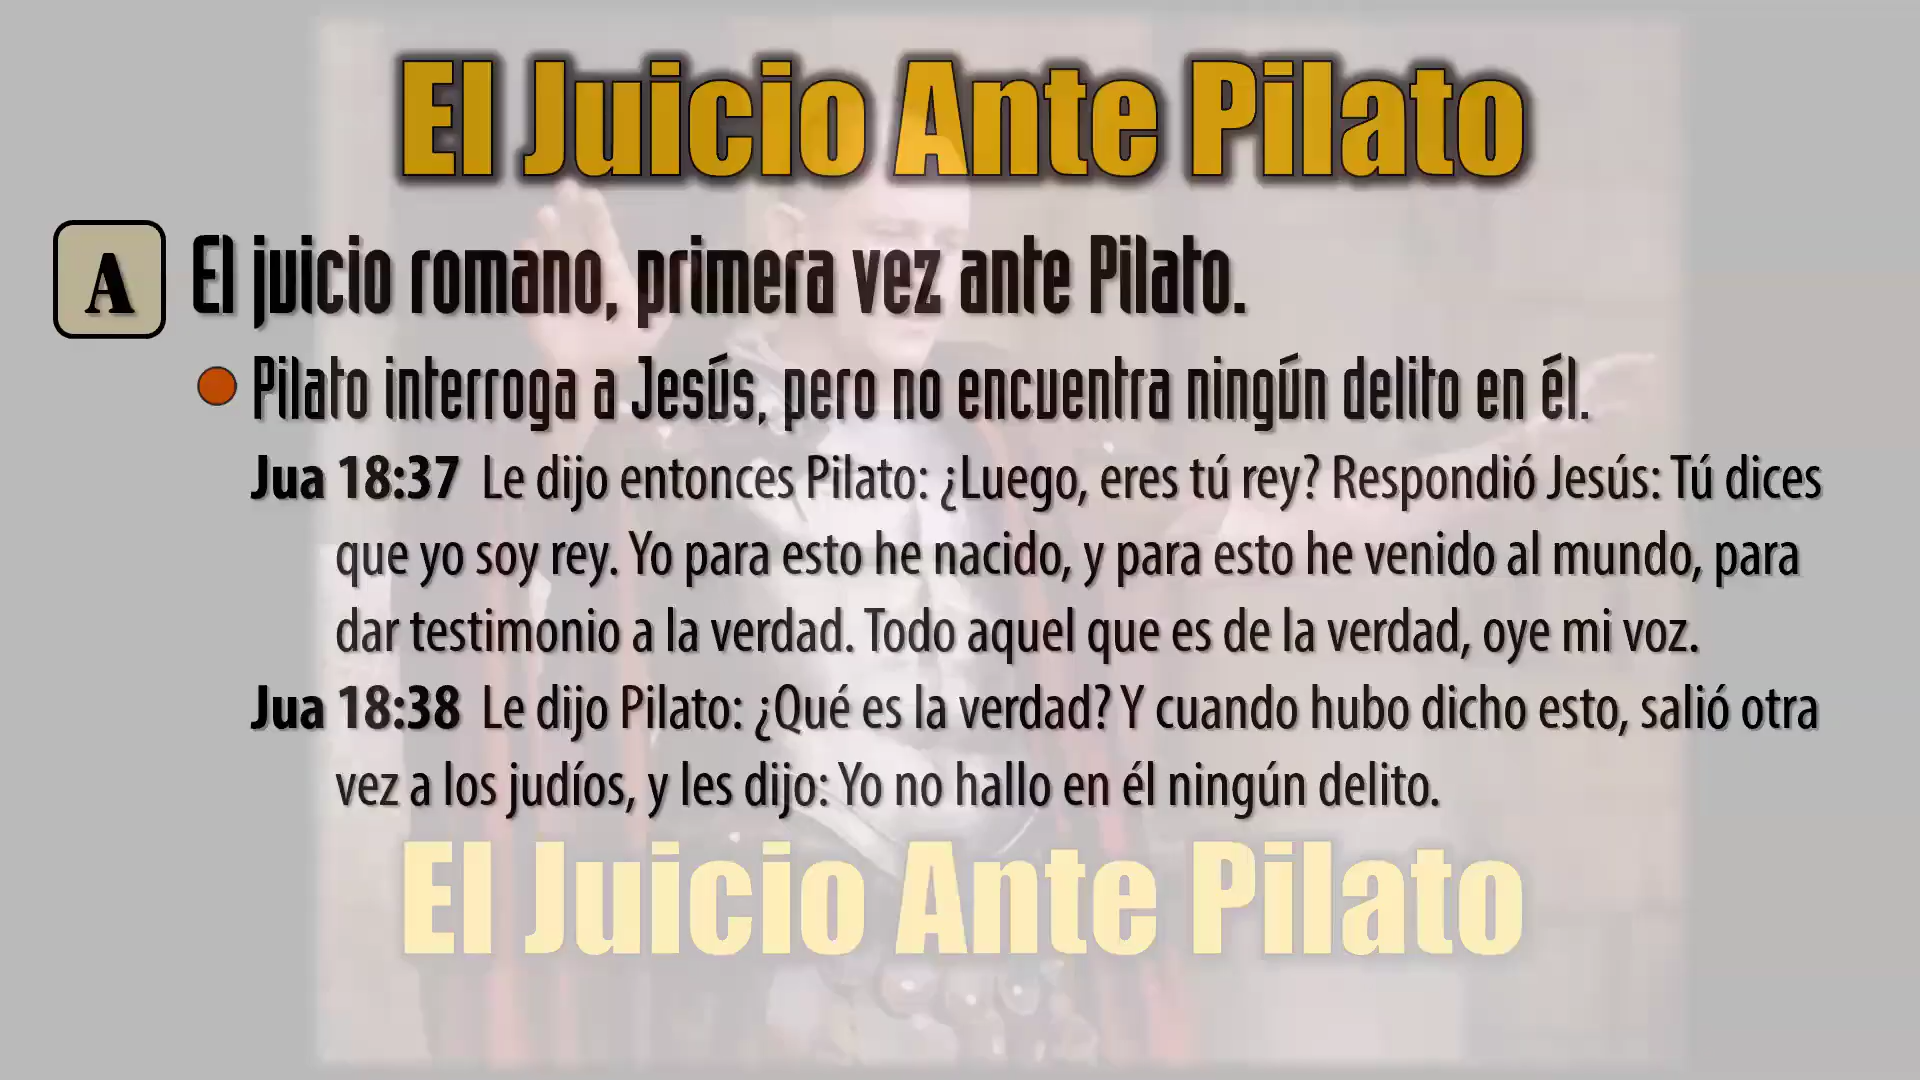 El Juicio Ante Pilato
A El juicio romano, primera vez ante Pilato.
Pilato interroga a Jesús, pero no encuentra ningún delito en él.
Jua 18:37 Le dijo entonces Pilato: ¿Luego, eres tú rey? Respondió Jesús: Tú dices
que yo soy rey. Yo para esto he nacido, y para esto he venido al mundo, para
dar testimonio a la verdad. Todo aquel que es de la verdad, oye mi voz.
Jua 18:38 Le dijo Pilato: ¿Qué es la verdad? Y cuando hubo dicho esto, salió otra
vez a los judíos, y les dijo: Yo no hallo en él ningún delito.
El Juicio Ante Pilato